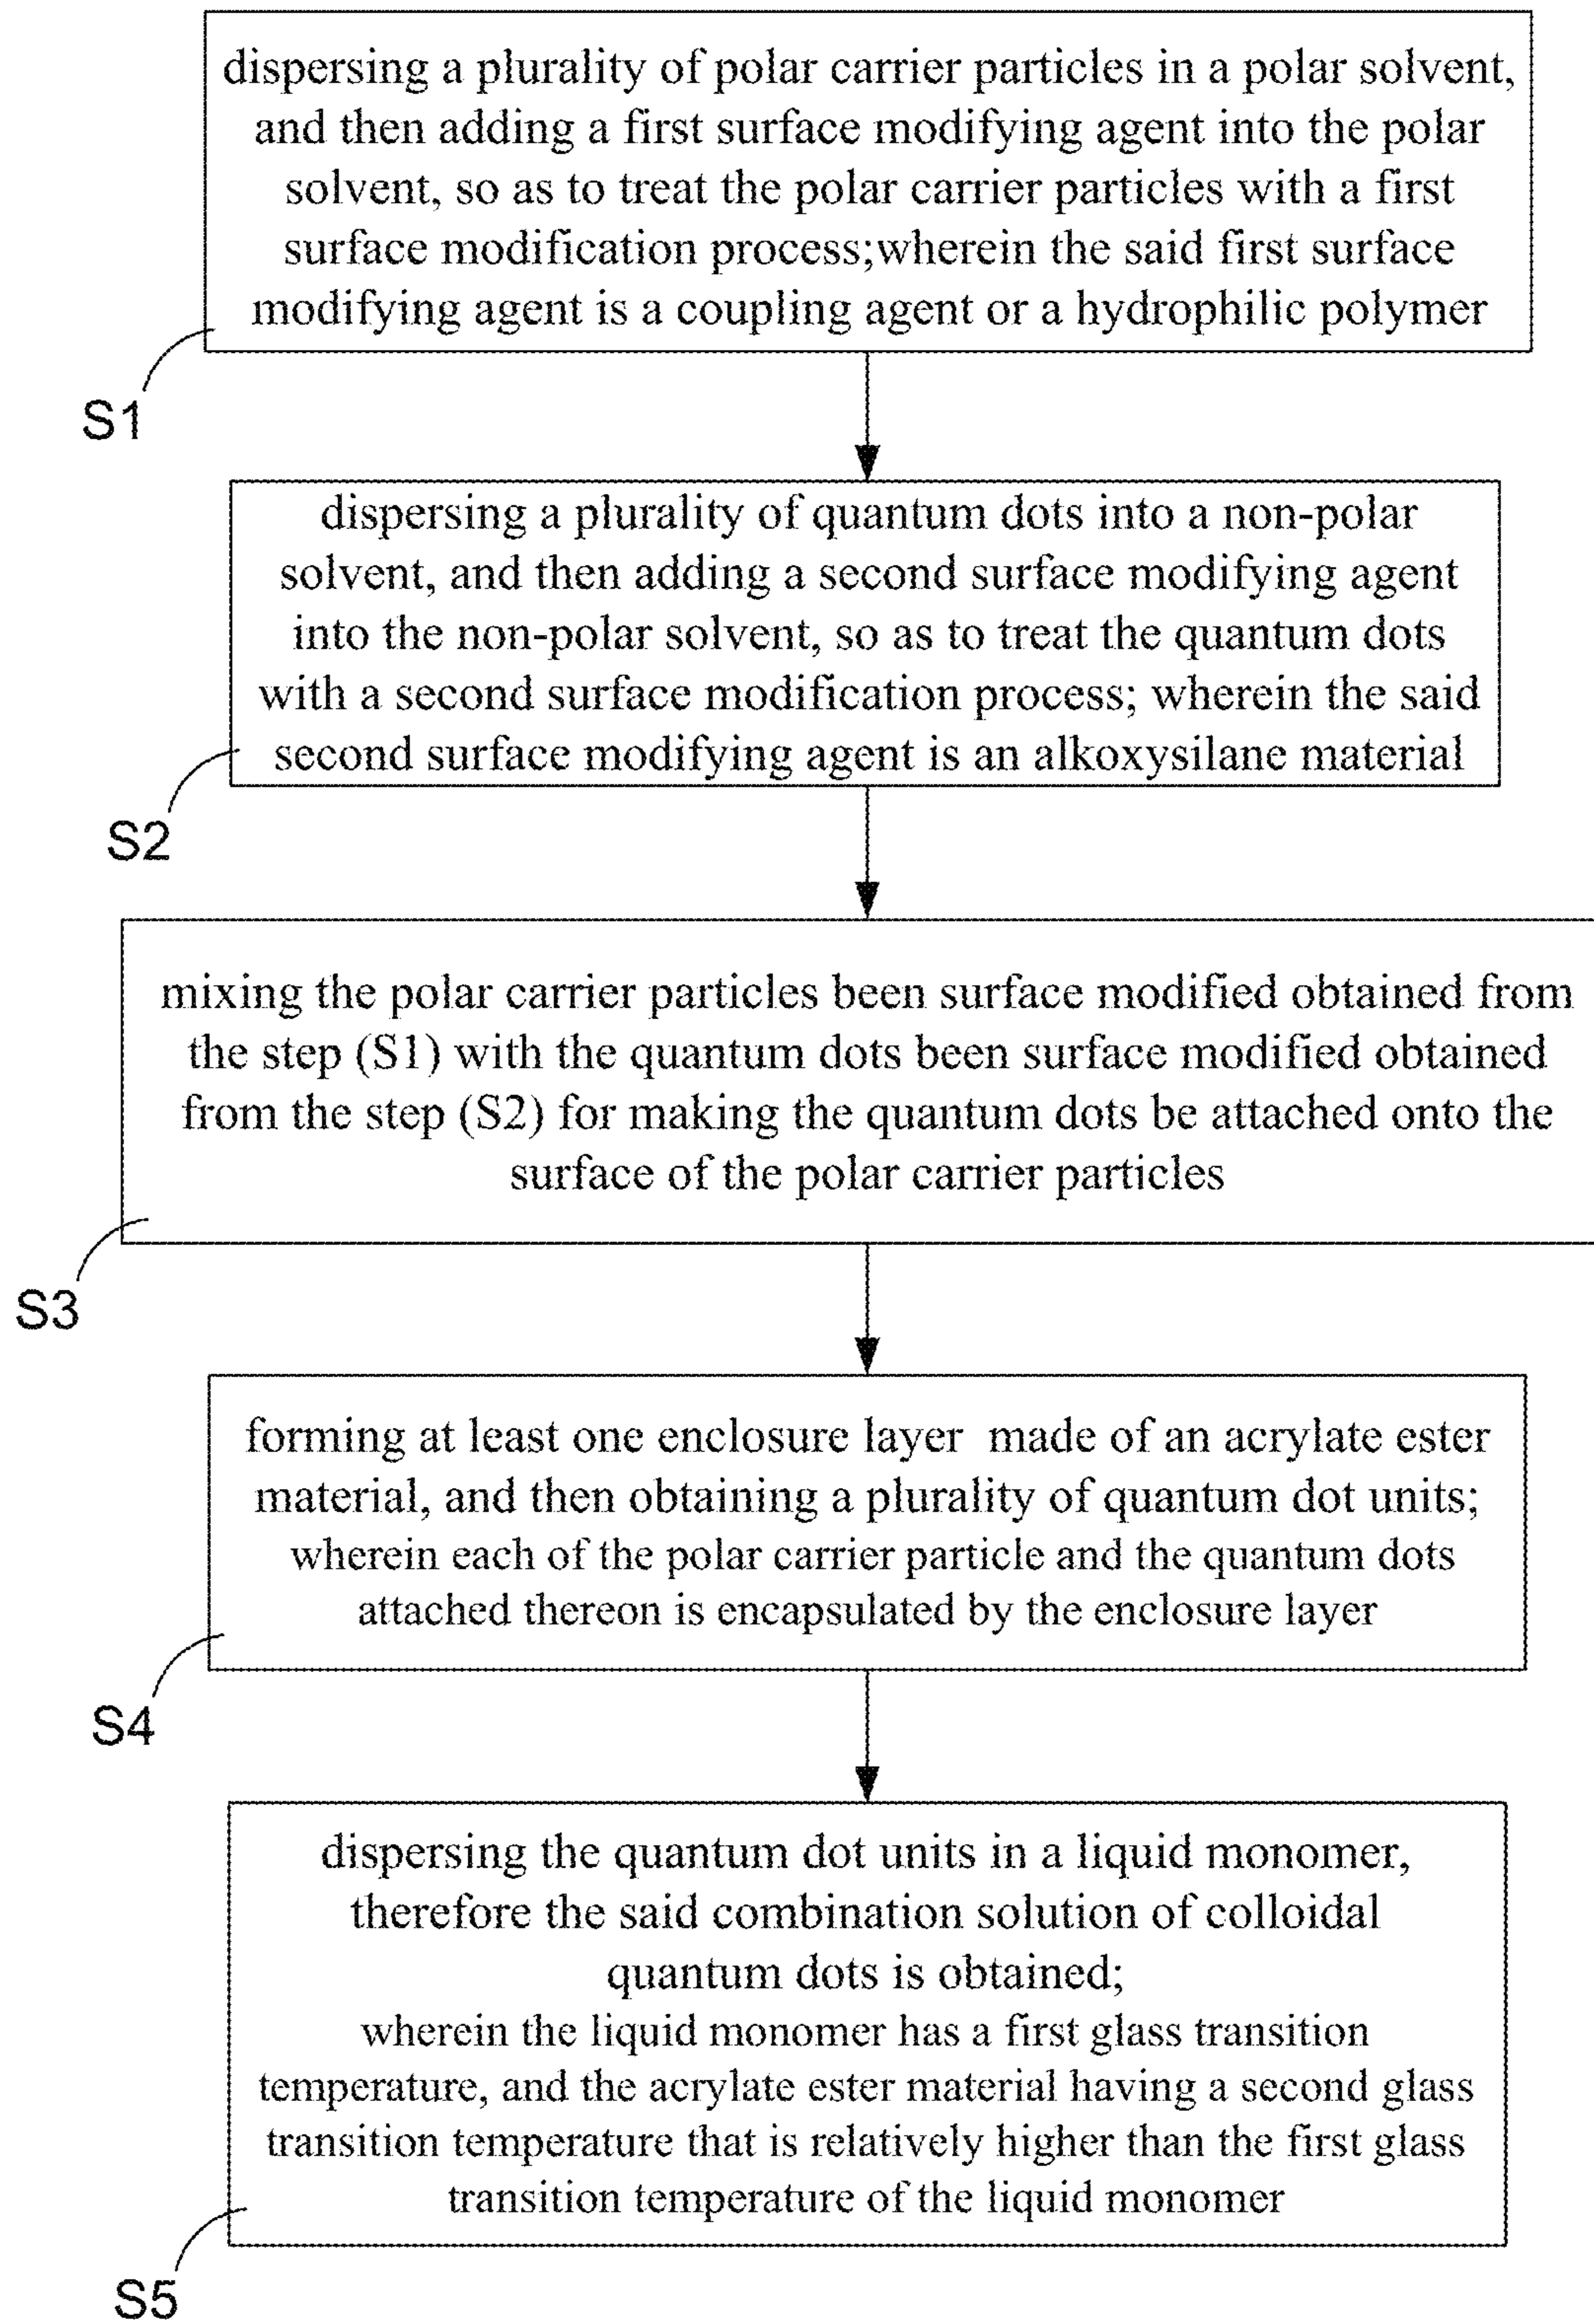 dispersing a plurality of polar carrier particles in a polar solvent,
and then adding a first surface modifying agent into the polar
solvent, so as to treat the polar carrier particles with a first
surface modification process;wherein the said first surface
modifying agent is a coupling agent or a hydrophilic polymer
S1
dispersing a plurality of quantum dots into a non-polar
solvent, and then adding a second surface modifying agent
into the non-polar solvent, so as to treat the quantum dots
with a second surface modification process; wherein the said
second surface modifying agent is an alkoxysilane material
S2
mixing the polar carrier particles been surface modified obtained from
the step (S1) with the quantum dots been surface modified obtained
from the step (S2) for making the quantum dots be attached onto the
surface of the polar carrier particles
S3
forming at least one enclosure layer made of an acrylate ester
material, and then obtaining a plurality of quantum dot units;
wherein each of the polar carrier particle and the quantum dots
attached thereon is encapsulated by the enclosure layer
S4
dispersing the quantum dot units in a liquid monomer,
therefore the said combination solution of colloidal
quantum dots is obtained;
wherein the liquid monomer has a first glass transition
temperature, and the acrylate ester material having a second glass
transition temperature that is relatively higher than the first glass
transition temperature of the liquid monomer
S5